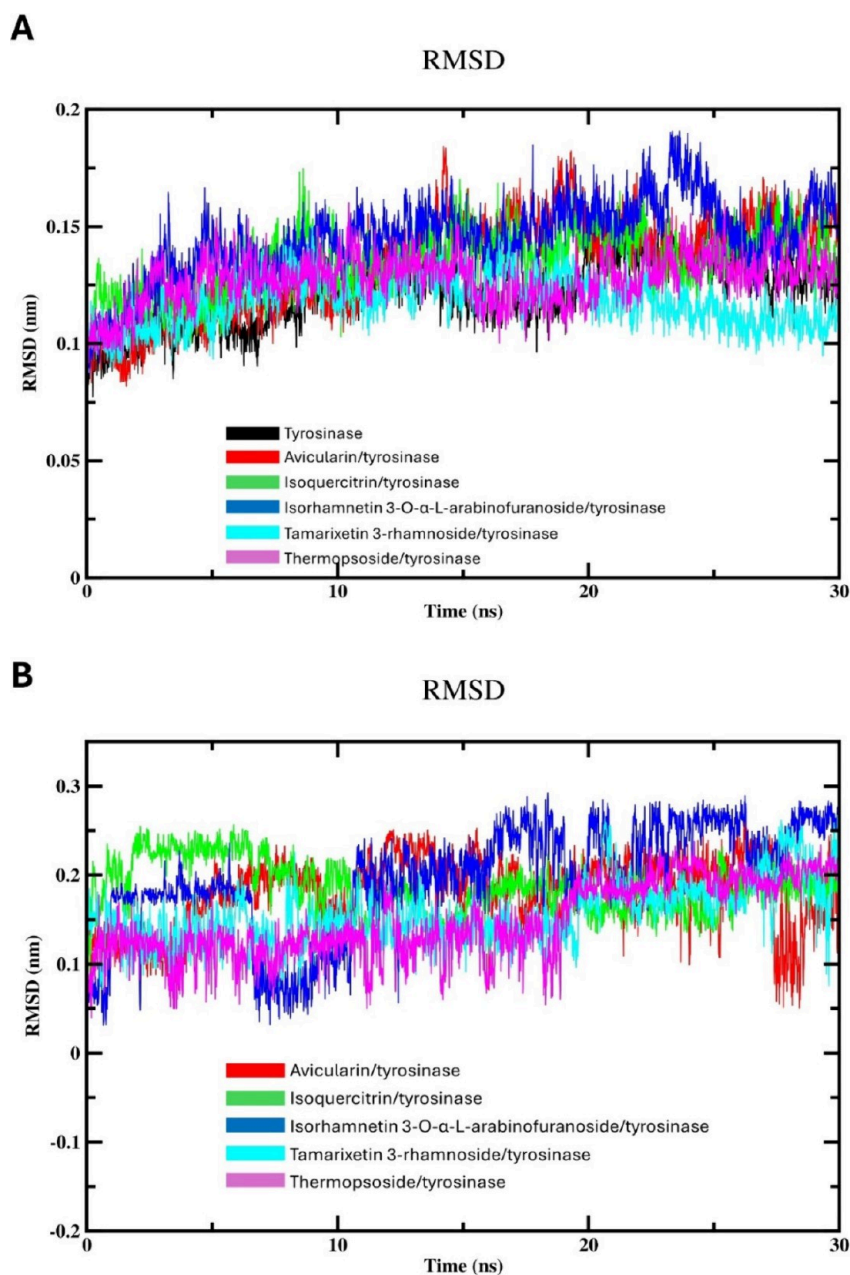 A
RMSD
0.2
0.15
0.1
0.05
0
RMSD (nm)
Tyrosinase
Avicularin/tyrosinase
Isoquercitrin/tyrosinase
Isorhamnetin 3-O-α-L-arabinofuranoside/tyrosinase
Tamarixetin 3-rhamnoside/tyrosinase
Thermopsoside/tyrosinase
0 10 20 30
Time (ns)
B
RMSD
0.3
0.2
0.1
0
-0.1
-0.2
RMSD (nm)
Avicularin/tyrosinase
Isoquercitrin/tyrosinase
Isorhamnetin 3-O-α-L-arabinofuranoside/tyrosinase
Tamarixetin 3-rhamnoside/tyrosinase
Thermopsoside/tyrosinase
0 10 20 30
Time (ns)